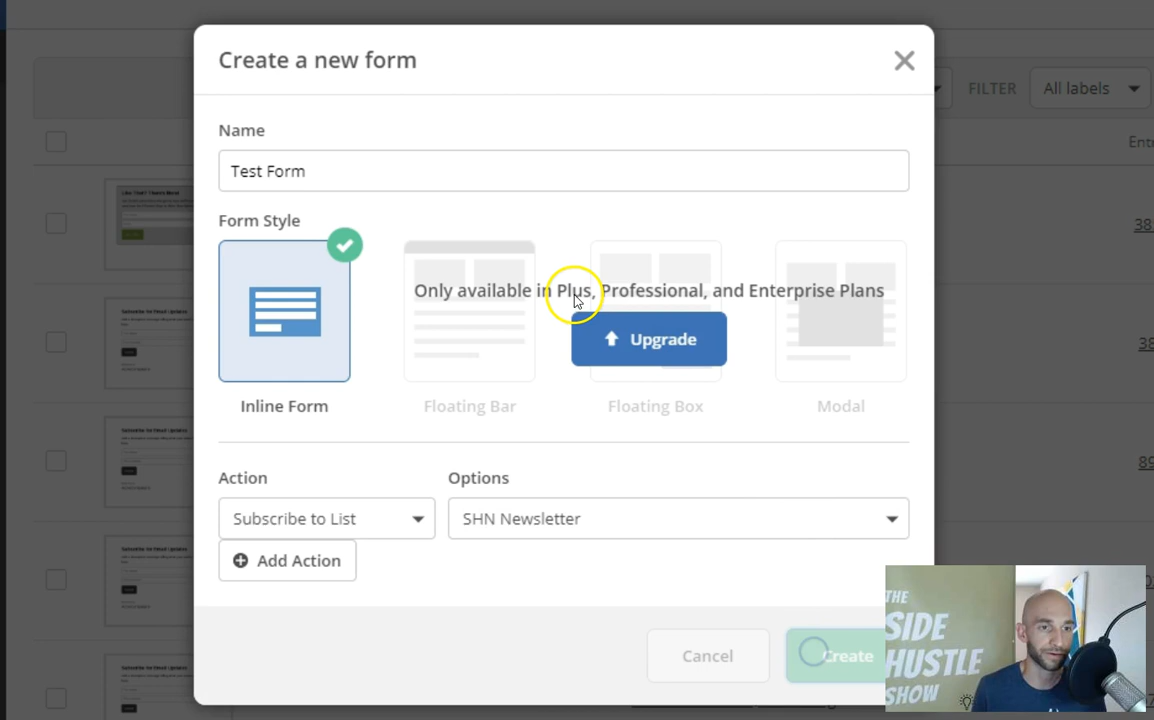 Create a new form
FILTER
All labels
Name
Test Form
Form Style
Only available in Plus, Professional, and Enterprise Plans
Upgrade
Inline Form
Floating Bar
Floating Box
Modal
Action
Options
Subscribe to List
SHN Newsletter
Add Action
Cancel
Create
THE
SIDE
HUSTLE
SHOW